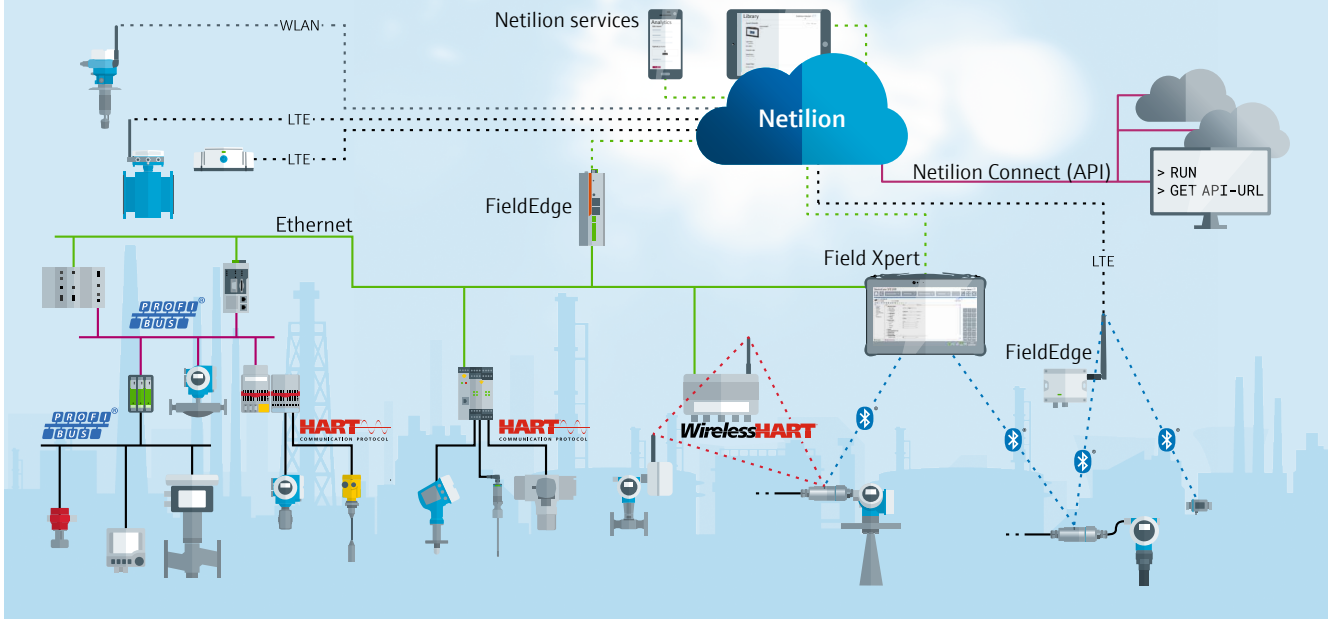 WLAN
Netilion services
Analytics
Library
LTE
Netilion
LTE
Netilion Connect (API)
> RUN
> GET API-URL
FieldEdge
Ethernet
Field Xpert
LTE
PROFI®
BUS
FieldEdge
PROFI®
BUS
HART
COMMUNICATION PROTOCOL
HART
COMMUNICATION PROTOCOL
WirelessHART